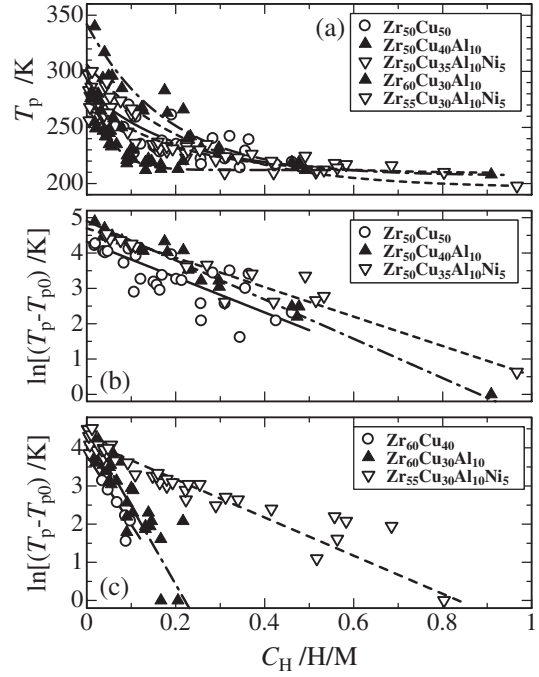 350
300
250
200
T_p /K
(a)
Zr50Cu50
Zr50Cu40Al10
Zr50Cu35Al10Ni5
Zr60Cu30Al10
Zr55Cu30Al10Ni5
5
4
3
2
1
0
ln[(T_p-T_p0) /K]
(b)
Zr50Cu50
Zr50Cu40Al10
Zr50Cu35Al10Ni5
4
3
2
1
0
ln[(T_p-T_p0) /K]
(c)
Zr60Cu40
Zr60Cu30Al10
Zr55Cu30Al10Ni5
0 0.2 0.4 0.6 0.8 1
C_H /H/M